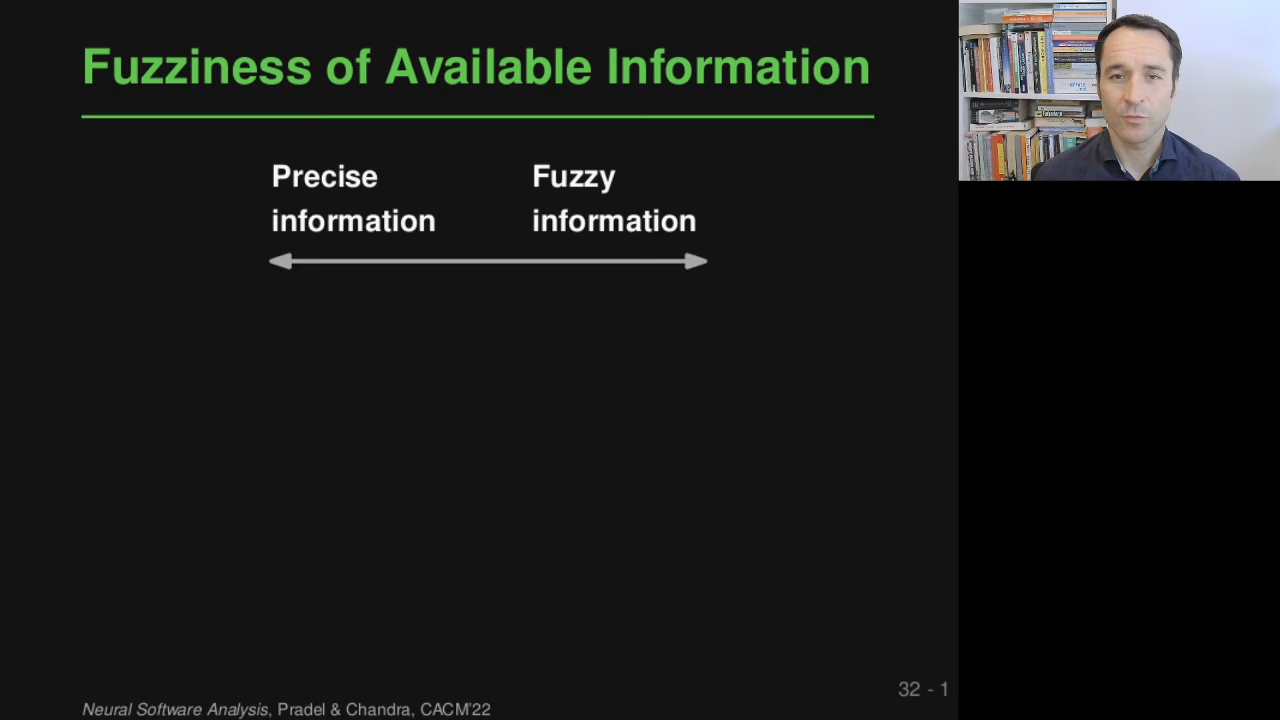 Fuzziness of Available Information
Precise information
Fuzzy information
32 - 1
Neural Software Analysis, Pradel & Chandra, CACM'22